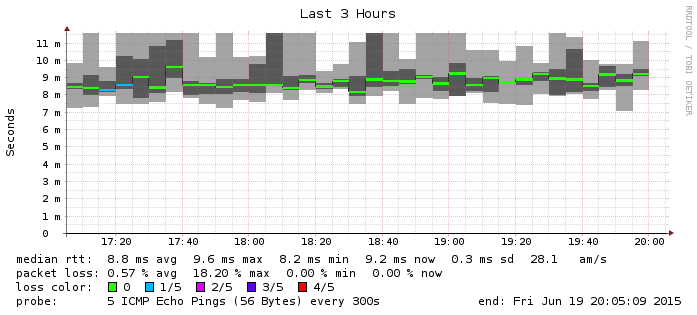 Last 3 Hours
RRDTOOL / TOBI OETIKER
Seconds
11 m
10 m
9 m
8 m
7 m
6 m
5 m
4 m
3 m
2 m
1 m
0
17:20 17:40 18:00 18:20 18:40 19:00 19:20 19:40 20:00
median rtt: 8.8 ms avg 9.6 ms max 8.2 ms min 9.2 ms now 0.3 ms sd 28.1 am/s
packet loss: 0.57 % avg 18.20 % max 0.00 % min 0.00 % now
loss color: 0 1/5 2/5 3/5 4/5
probe: 5 ICMP Echo Pings (56 Bytes) every 300s end: Fri Jun 19 20:05:09 2015